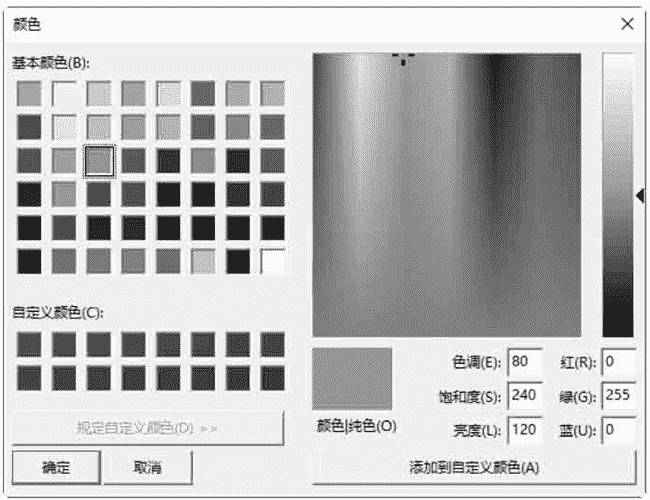 颜色
基本颜色(B):
自定义颜色(C):
规定自定义颜色(D) >>
确定
取消
颜色|纯色(O)
色调(E): 80
红(R): 0
饱和度(S): 240
绿(G): 255
亮度(L): 120
蓝(U): 0
添加到自定义颜色(A)